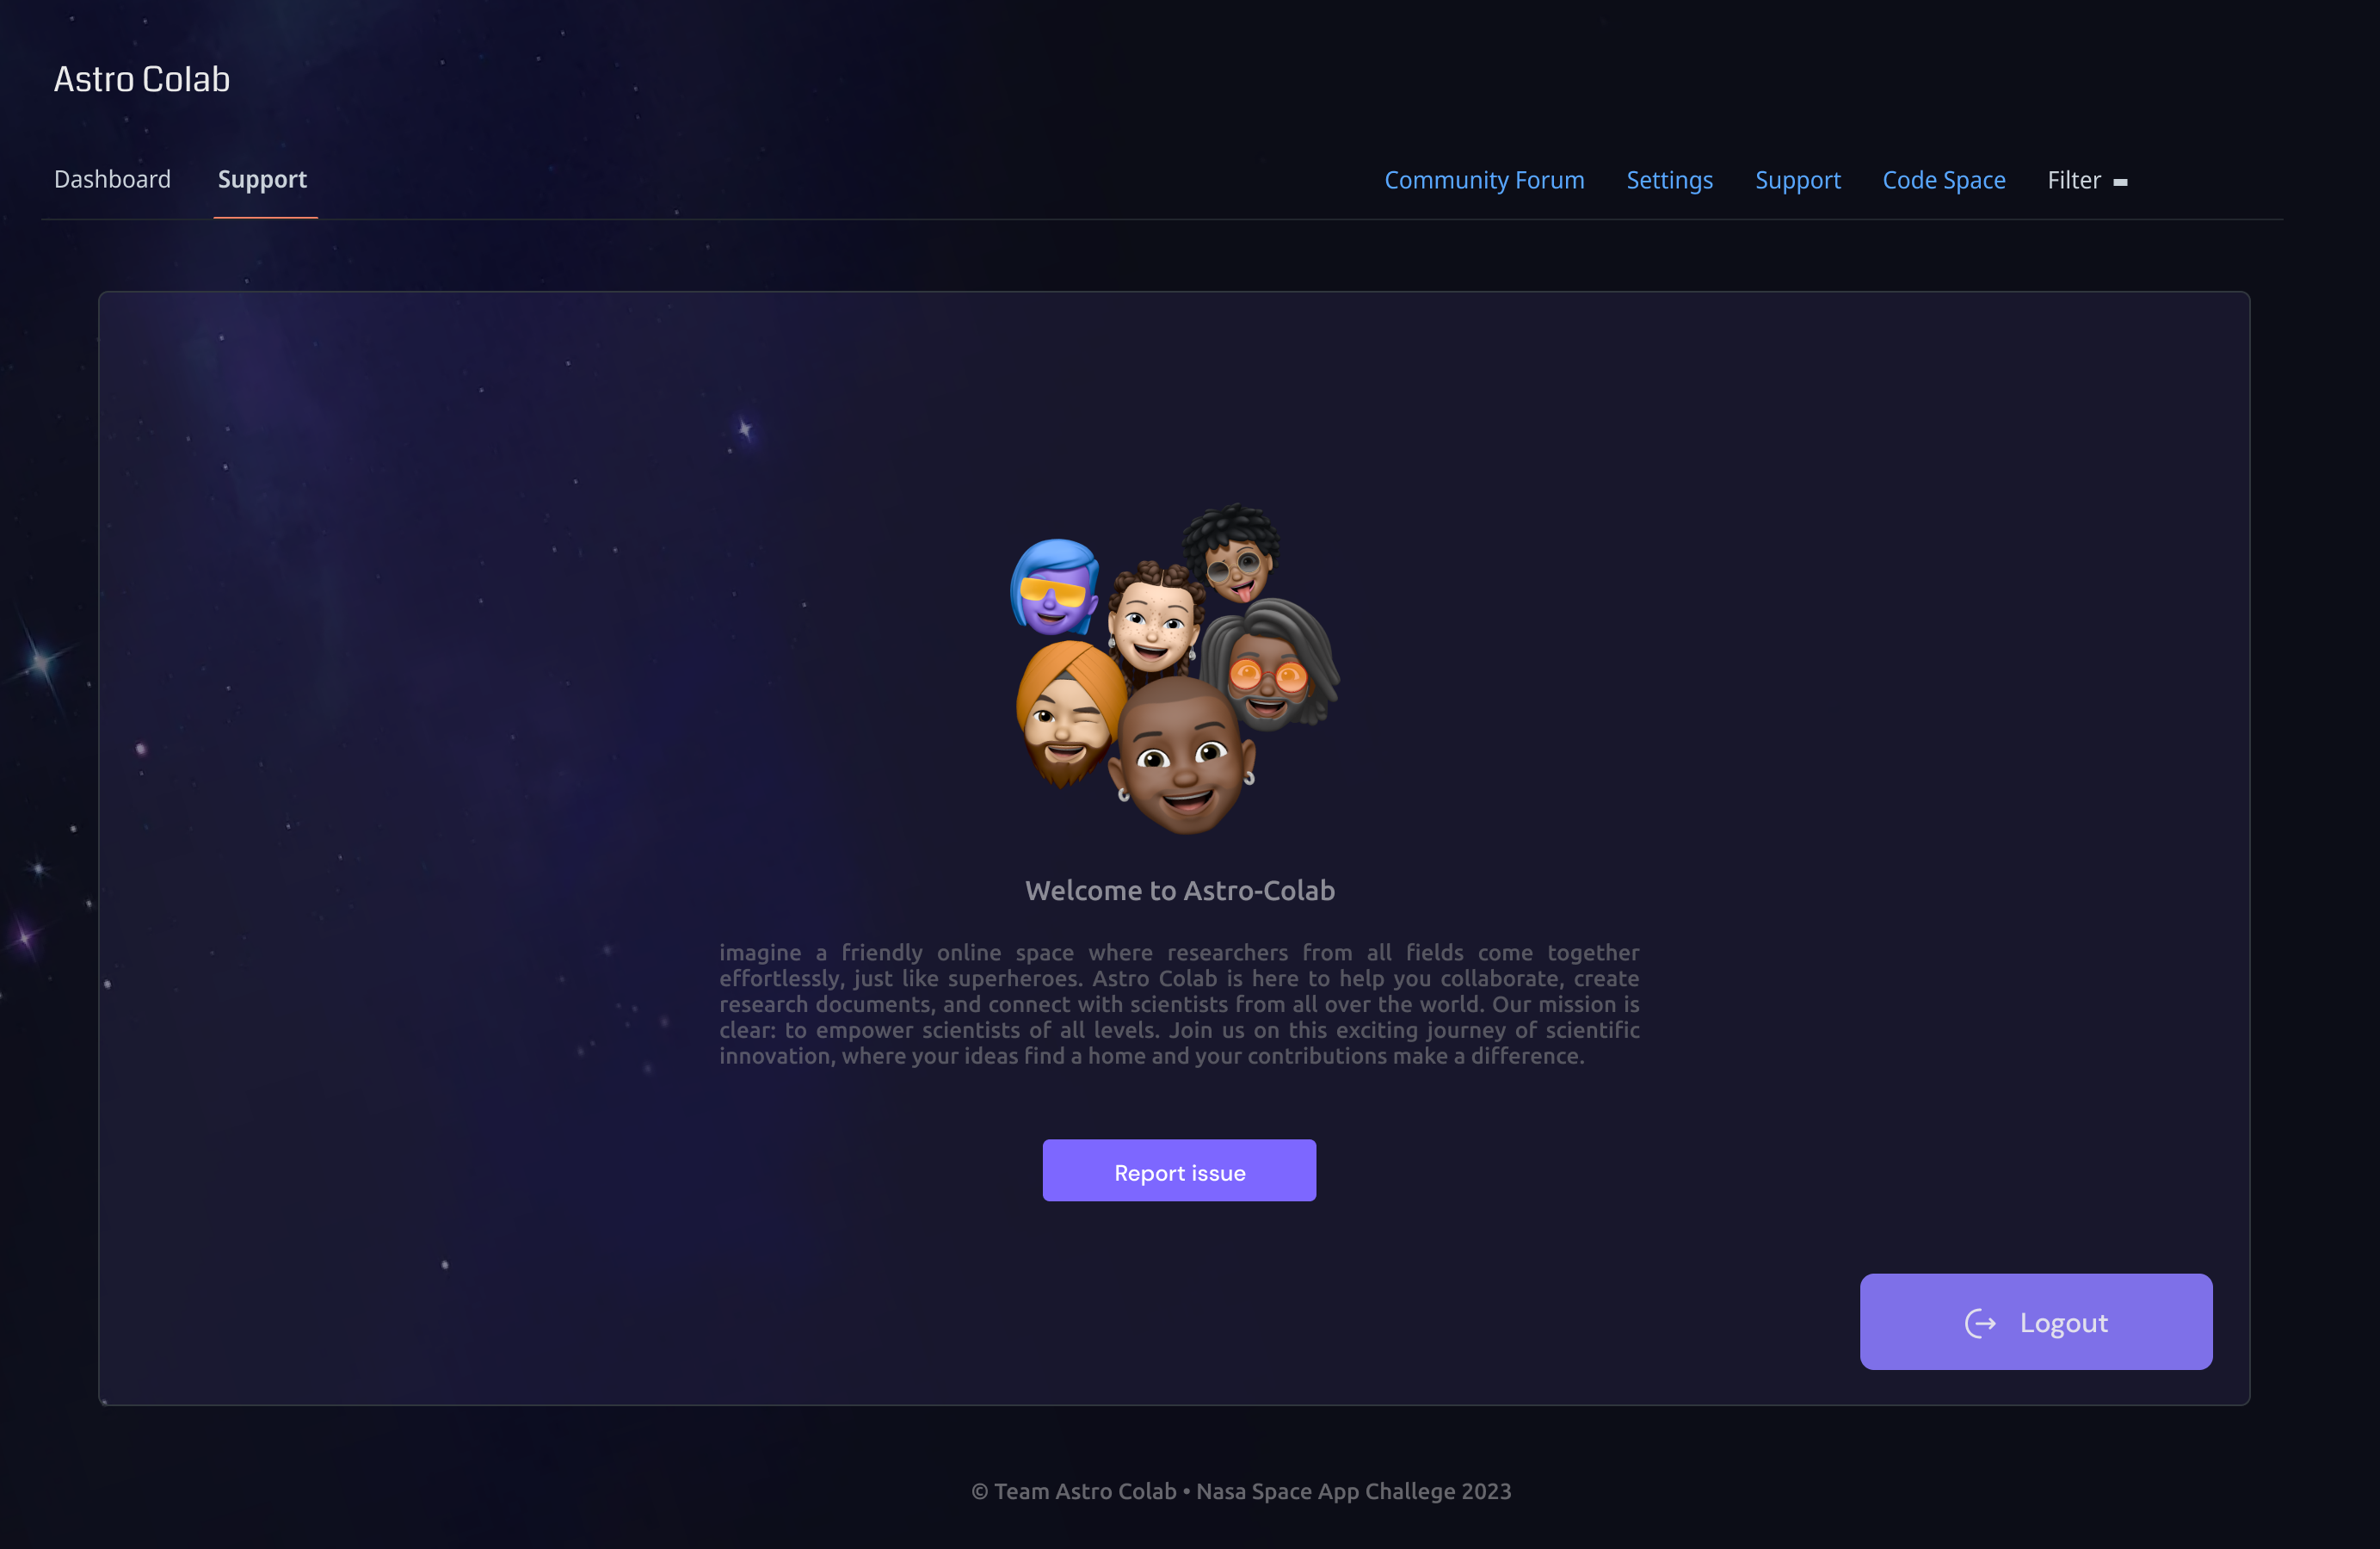 Astro Colab
Dashboard Support Community Forum Settings Support Code Space Filter
Welcome to Astro-Colab
imagine a friendly online space where researchers from all fields come together
effortlessly, just like superheroes. Astro Colab is here to help you collaborate, create
research documents, and connect with scientists from all over the world. Our mission is
clear: to empower scientists of all levels. Join us on this exciting journey of scientific
innovation, where your ideas find a home and your contributions make a difference.
Report issue
Logout
© Team Astro Colab • Nasa Space App Challege 2023